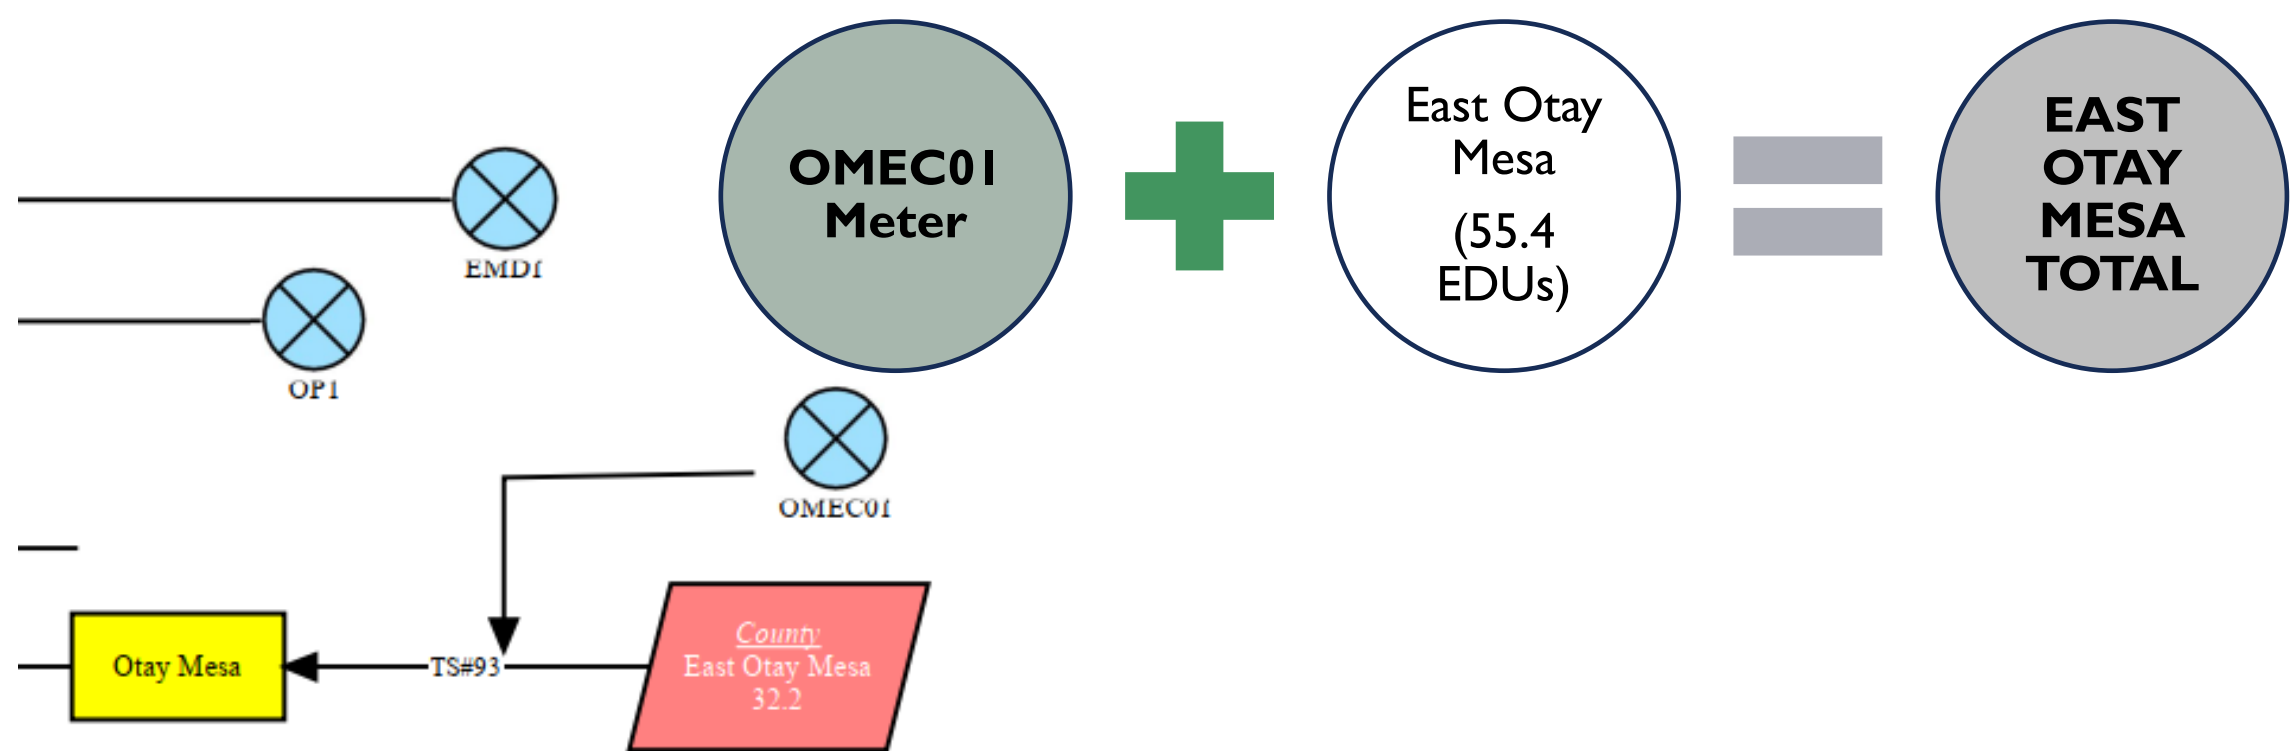 OMEC01
Meter
East Otay
Mesa
(55.4
EDUs)
EAST
OTAY
MESA
TOTAL
EMD1
OP1
OMEC01
Otay Mesa
TS#93
County
East Otay Mesa
32.2